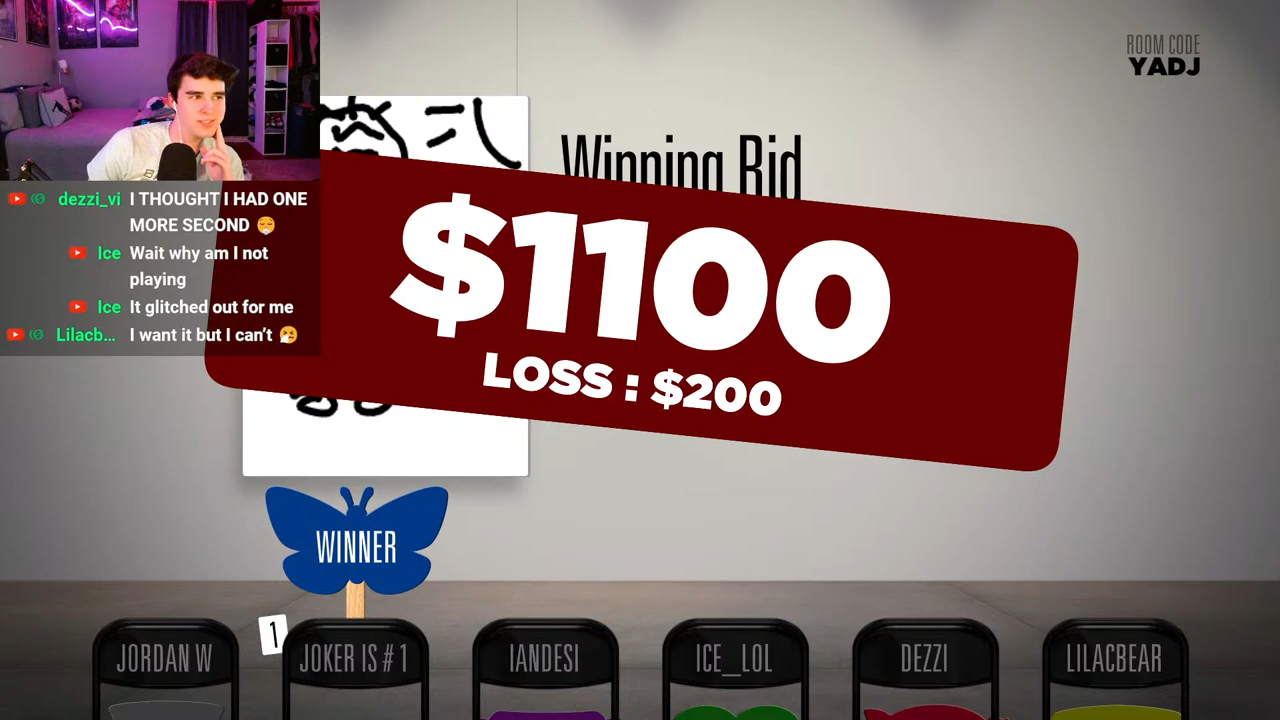 ROOM CODE
YADJ
Winning Bid
$1100
LOSS : $200
dezzi_vi I THOUGHT I HAD ONE
MORE SECOND 😤
Ice Wait why am I not
playing
Ice It glitched out for me
Lilacb... I want it but I can't 🤧
WINNER
1
JORDAN W
JOKER IS #1
IANDESI
ICE_LOL
DEZZI
LILACBEAR